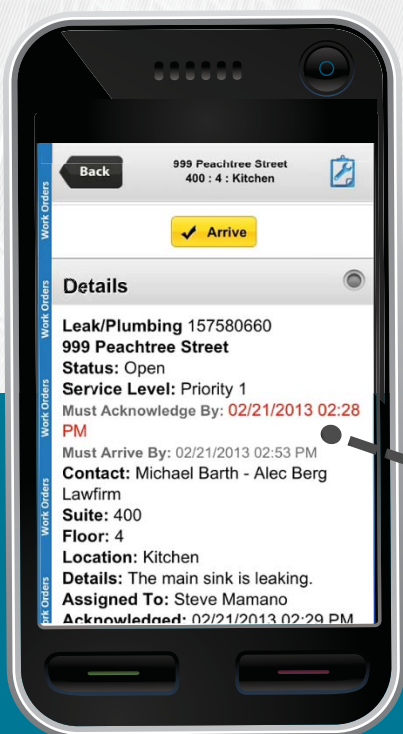 Back
999 Peachtree Street
400 : 4 : Kitchen
Arrive
Details
Leak/Plumbing 157580660
999 Peachtree Street
Status: Open
Service Level: Priority 1
Must Acknowledge By: 02/21/2013 02:28
PM
Must Arrive By: 02/21/2013 02:53 PM
Contact: Michael Barth - Alec Berg
Lawfirm
Suite: 400
Floor: 4
Location: Kitchen
Details: The main sink is leaking.
Assigned To: Steve Mamano
Acknowledged: 02/21/2013 02:29 PM
Work Orders
Work Orders
Work Orders
Work Orders
ork Orders